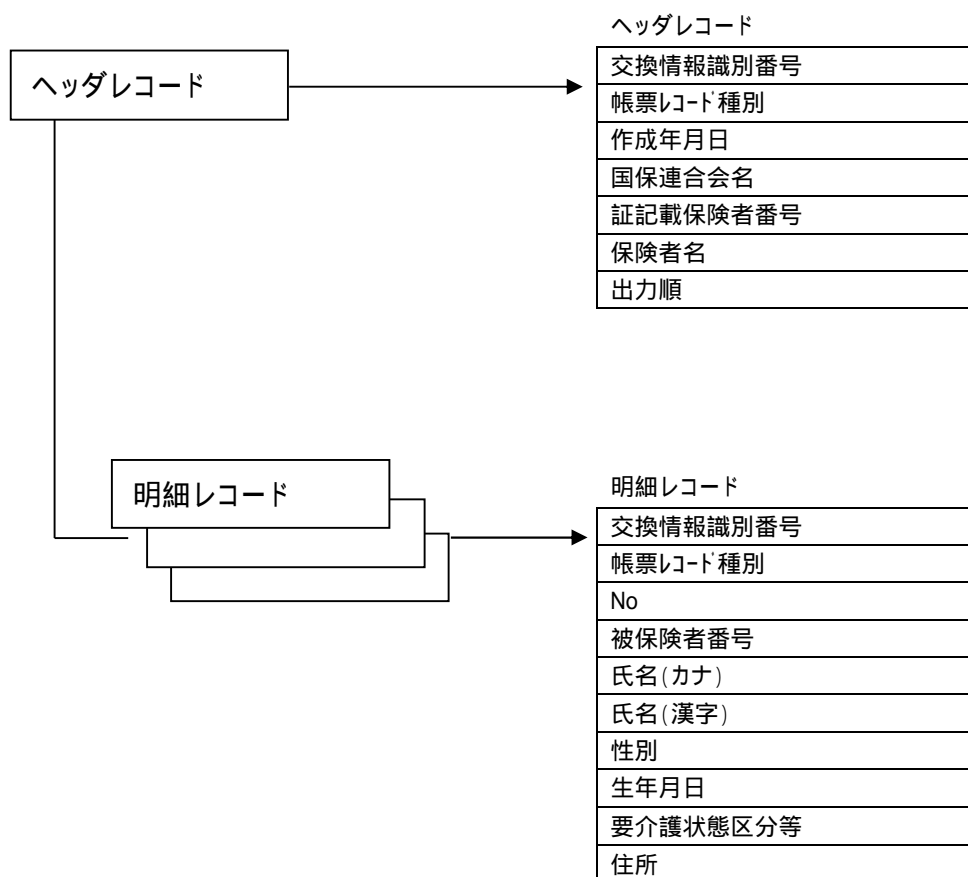 ヘッダレコード
ヘッダレコード
交換情報識別番号
帳票ﾚｺｰﾄﾞ種別
作成年月日
国保連合会名
証記載保険者番号
保険者名
出力順
明細レコード
明細レコード
交換情報識別番号
帳票ﾚｺｰﾄﾞ種別
No
被保険者番号
氏名(カナ)
氏名(漢字)
性別
生年月日
要介護状態区分等
住所